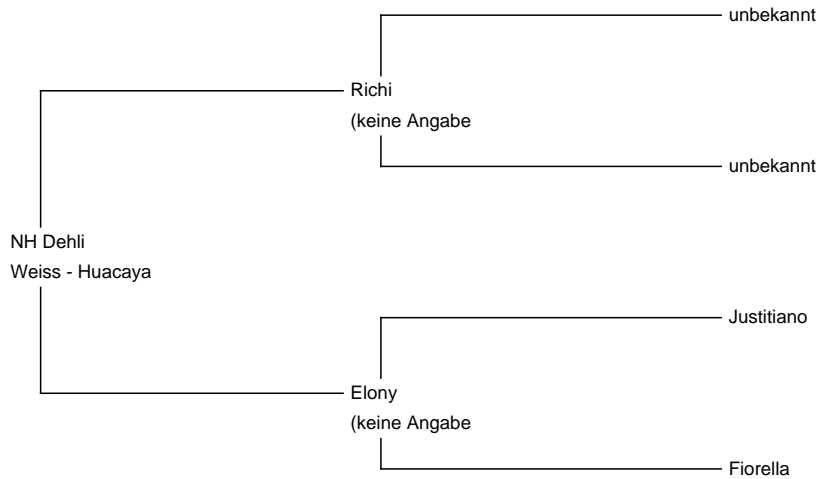 unbekannt
Richi
(keine Angabe
unbekannt
NH Dehli
Weiss - Huacaya
Justitiano
Elony
(keine Angabe
Fiorella